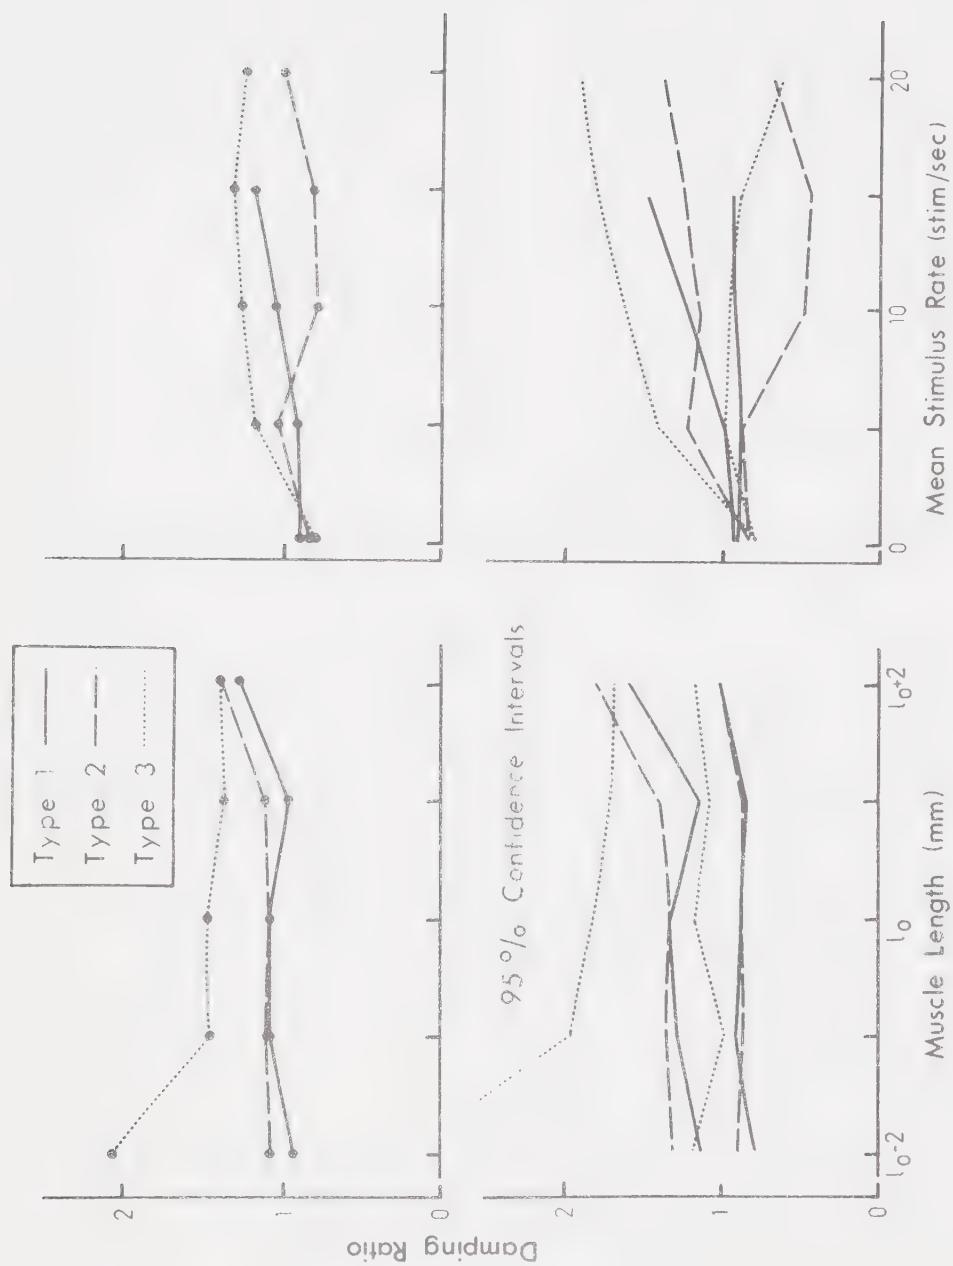 Type 1
Type 2
Type 3
Damping Ratio
2
1
0
95 % Confidence Intervals
2
1
0
l₀-2
l₀
l₀+2
Muscle Length (mm)
0
10
20
Mean Stimulus Rate (stim/sec)